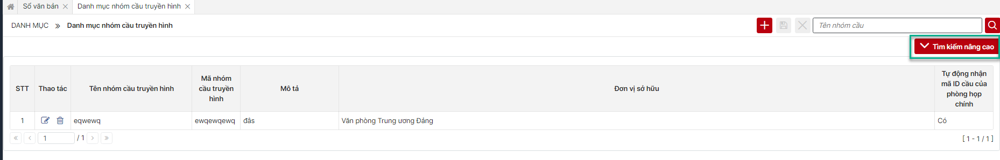 Sổ văn bản
Danh mục nhóm cầu truyền hình
DANH MỤC » Danh mục nhóm cầu truyền hình
Tên nhóm cầu
Tìm kiếm nâng cao
STT
Thao tác
Tên nhóm cầu truyền hình
Mã nhóm
cầu truyền
hình
Mô tả
Đơn vị sở hữu
Tự động nhận
mã ID cầu của
phòng họp
chính
1
eqwewq
ewqewqewq
đâs
Văn phòng Trung ương Đảng
Có
« ‹ 1 / 1 › »
[ 1 - 1 / 1 ]